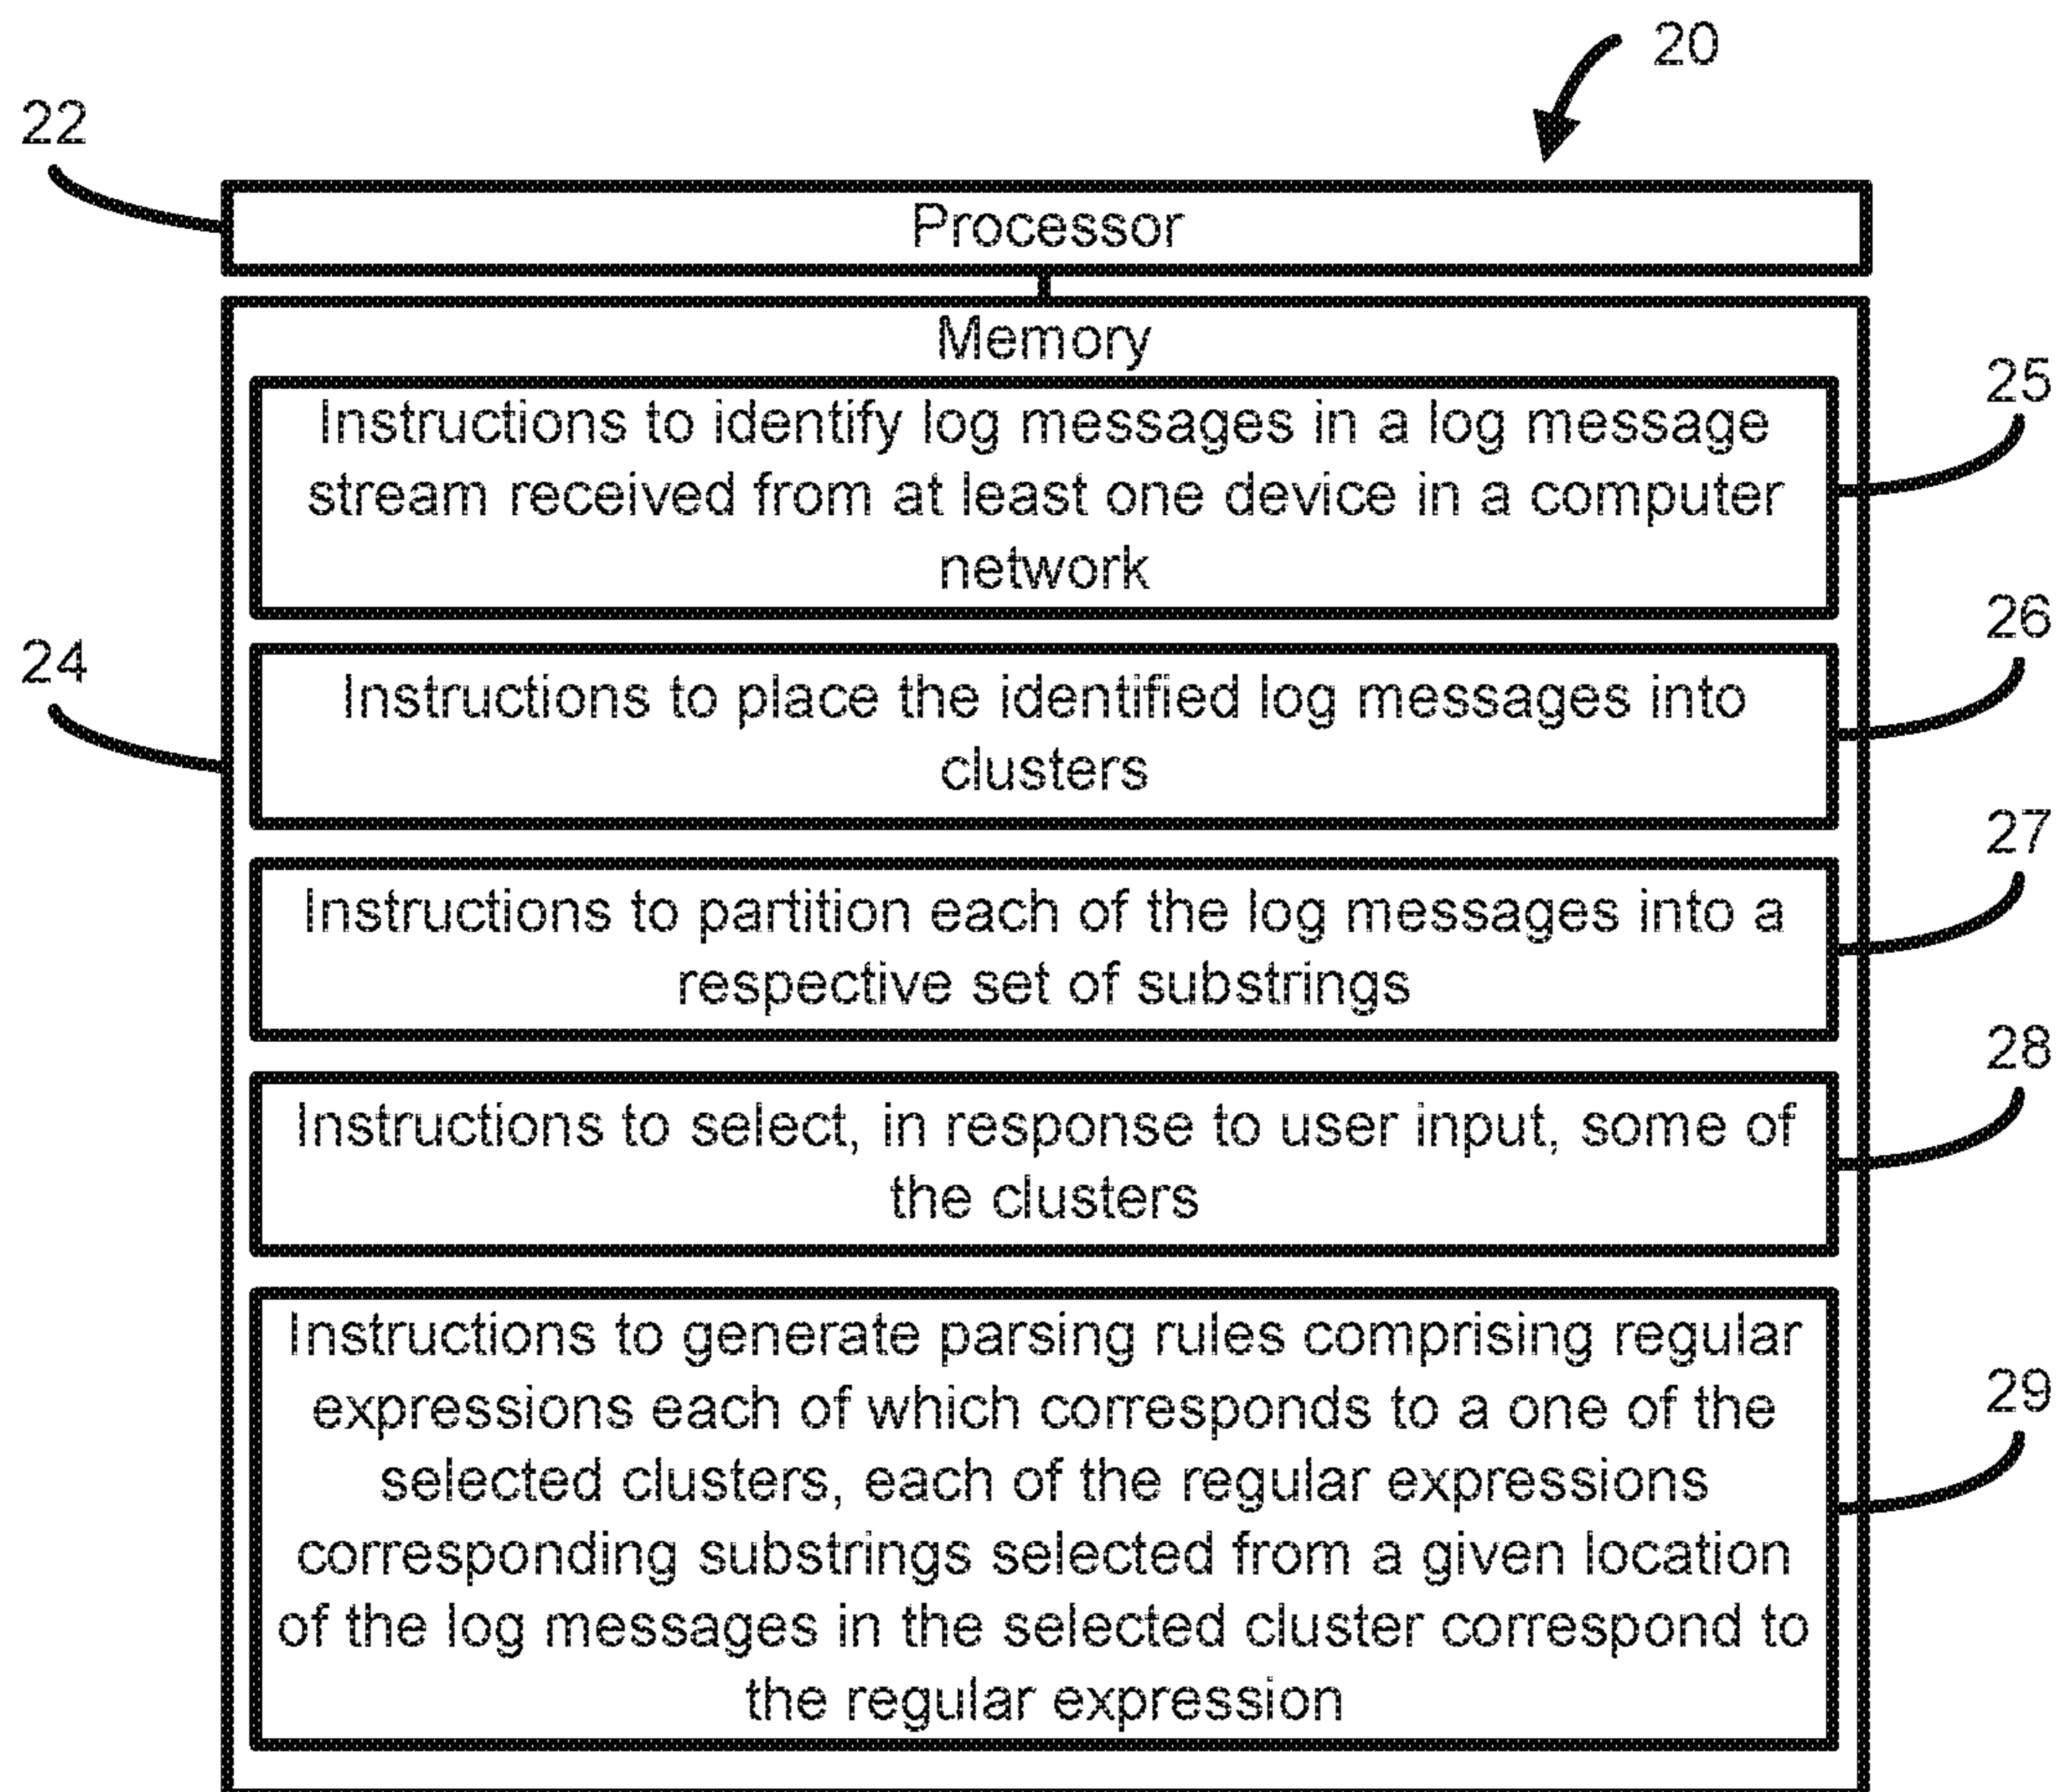 20
22
Processor
Memory
25
Instructions to identify log messages in a log message
stream received from at least one device in a computer
network
26
24
Instructions to place the identified log messages into
clusters
27
Instructions to partition each of the log messages into a
respective set of substrings
28
Instructions to select, in response to user input, some of
the clusters
Instructions to generate parsing rules comprising regular
29
expressions each of which corresponds to a one of the
selected clusters, each of the regular expressions
corresponding substrings selected from a given location
of the log messages in the selected cluster correspond to
the regular expression